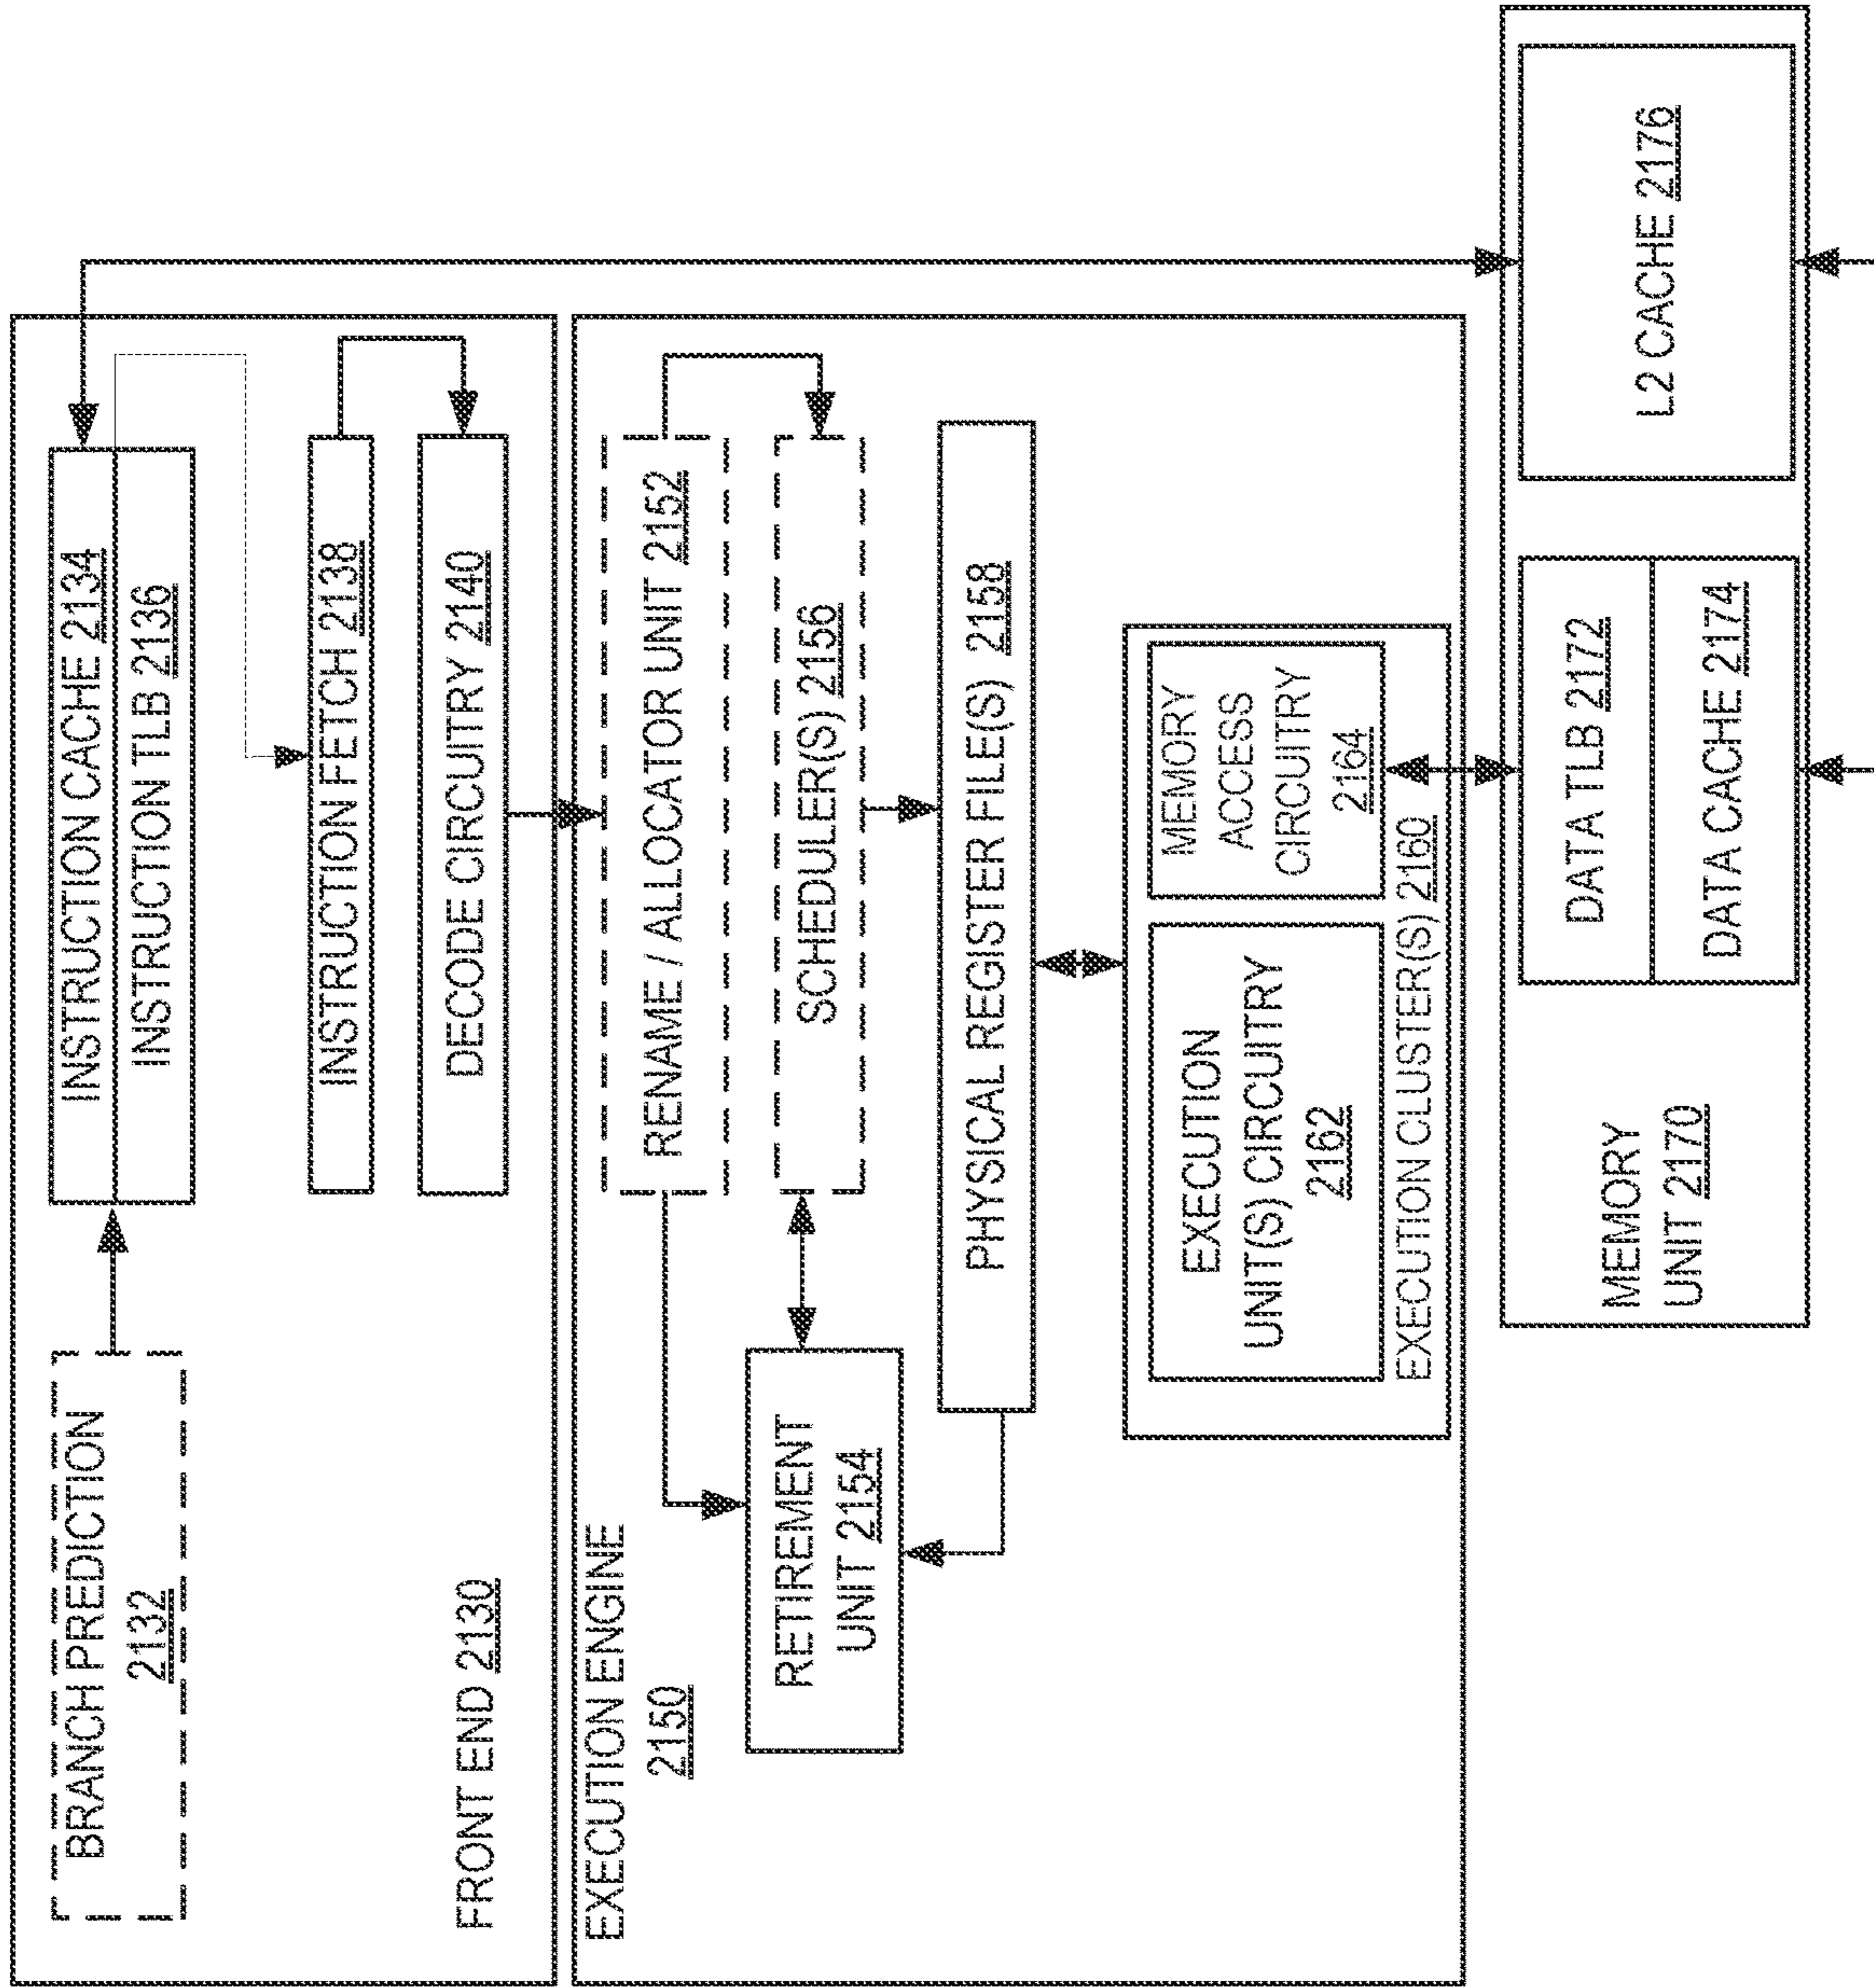 BRANCH PREDICTION
2132
INSTRUCTION CACHE 2134
INSTRUCTION TLB 2136
INSTRUCTION FETCH 2138
DECODE CIRCUITRY 2140
FRONT END 2130
EXECUTION ENGINE
2150
RENAME / ALLOCATOR UNIT 2152
RETIREMENT
UNIT 2154
SCHEDULER(S) 2156
PHYSICAL REGISTER FILE(S) 2158
EXECUTION
UNIT(S) CIRCUITRY
2162
MEMORY
ACCESS
CIRCUITRY
2164
EXECUTION CLUSTER(S) 2160
MEMORY
UNIT 2170
DATA TLB 2172
DATA CACHE 2174
L2 CACHE 2176